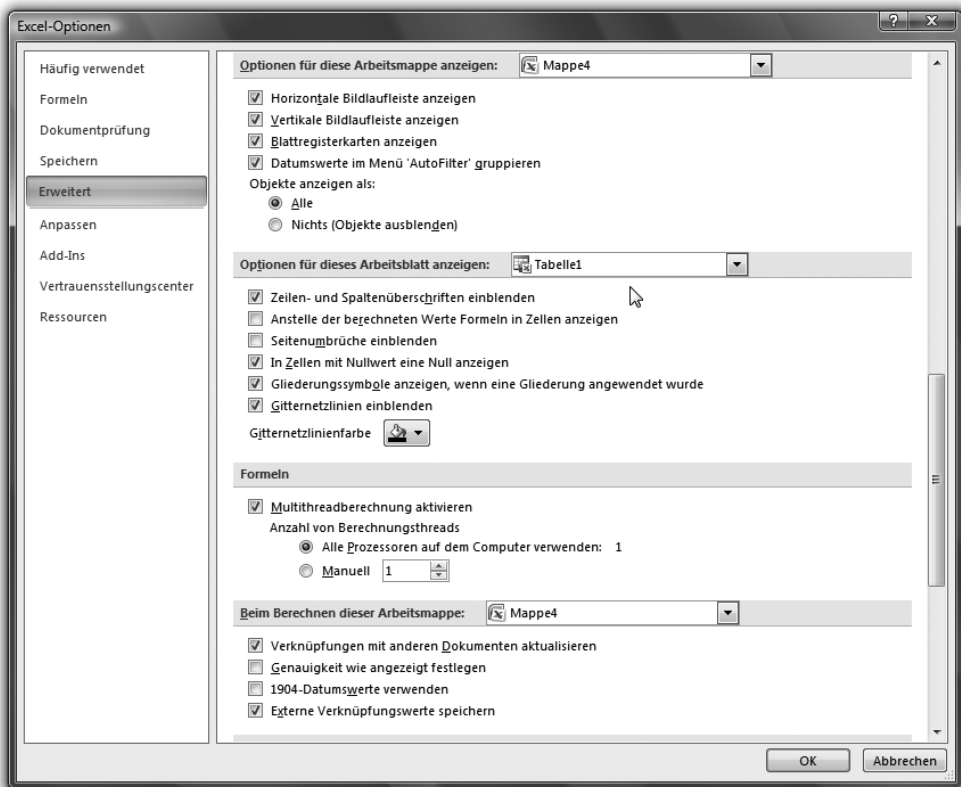 Excel-Optionen
Häufig verwendet
Formeln
Dokumentprüfung
Speichern
Erweitert
Anpassen
Add-Ins
Vertrauensstellungscenter
Ressourcen
Optionen für diese Arbeitsmappe anzeigen: Mappe4
Horizontale Bildlaufleiste anzeigen
Vertikale Bildlaufleiste anzeigen
Blattregisterkarten anzeigen
Datumswerte im Menü 'AutoFilter' gruppieren
Objekte anzeigen als:
Alle
Nichts (Objekte ausblenden)
Optionen für dieses Arbeitsblatt anzeigen: Tabelle1
Zeilen- und Spaltenüberschriften einblenden
Anstelle der berechneten Werte Formeln in Zellen anzeigen
Seitenumbrüche einblenden
In Zellen mit Nullwert eine Null anzeigen
Gliederungssymbole anzeigen, wenn eine Gliederung angewendet wurde
Gitternetzlinien einblenden
Gitternetzlinienfarbe
Formeln
Multithreadberechnung aktivieren
Anzahl von Berechnungsthreads
Alle Prozessoren auf dem Computer verwenden: 1
Manuell 1
Beim Berechnen dieser Arbeitsmappe: Mappe4
Verknüpfungen mit anderen Dokumenten aktualisieren
Genauigkeit wie angezeigt festlegen
1904-Datumswerte verwenden
Externe Verknüpfungswerte speichern
OK Abbrechen